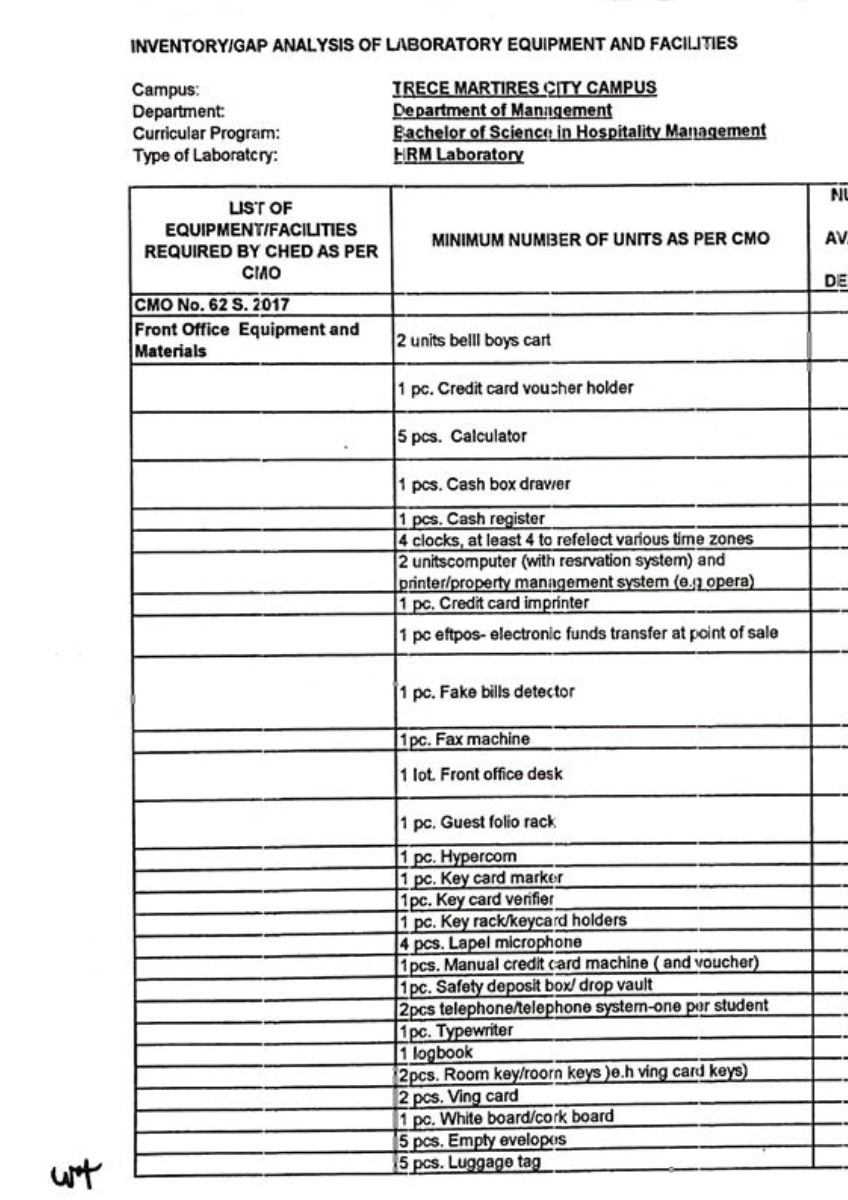 INVENTORY/GAP ANALYSIS OF LABORATORY EQUIPMENT AND FACILITIES
Campus: TRECE MARTIRES CITY CAMPUS
Department: Department of Management
Curricular Program: Bachelor of Science in Hospitality Management
Type of Laboratory: HRM Laboratory
LIST OF
EQUIPMENT/FACILITIES
REQUIRED BY CHED AS PER
CMO
MINIMUM NUMBER OF UNITS AS PER CMO
NU
AVA
DE
CMO No. 62 S. 2017
Front Office Equipment and
Materials
2 units belll boys cart
1 pc. Credit card voucher holder
5 pcs. Calculator
1 pcs. Cash box drawer
1 pcs. Cash register
4 clocks, at least 4 to refelect various time zones
2 unitscomputer (with resrvation system) and
printer/property management system (e.g opera)
1 pc. Credit card imprinter
1 pc eftpos- electronic funds transfer at point of sale
1 pc. Fake bills detector
1pc. Fax machine
1 lot. Front office desk
1 pc. Guest folio rack
1 pc. Hypercom
1 pc. Key card marker
1pc. Key card verifier
1 pc. Key rack/keycard holders
4 pcs. Lapel microphone
1pcs. Manual credit card machine ( and voucher)
1pc. Safety deposit box/ drop vault
2pcs telephone/telephone system-one per student
1pc. Typewriter
1 logbook
2pcs. Room key/room keys )e.h ving card keys)
2 pcs. Ving card
1 pc. White board/cork board
5 pcs. Empty evelopes
5 pcs. Luggage tag